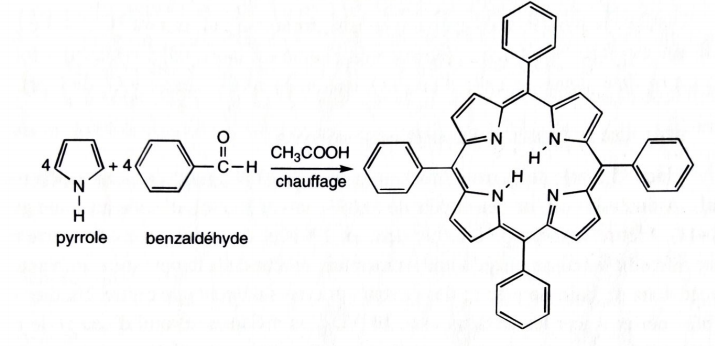 4
N
H
+ 4
O
C–H
CH₃COOH
chauffage
pyrrole
benzaldéhyde
N
N
H
H
N
N